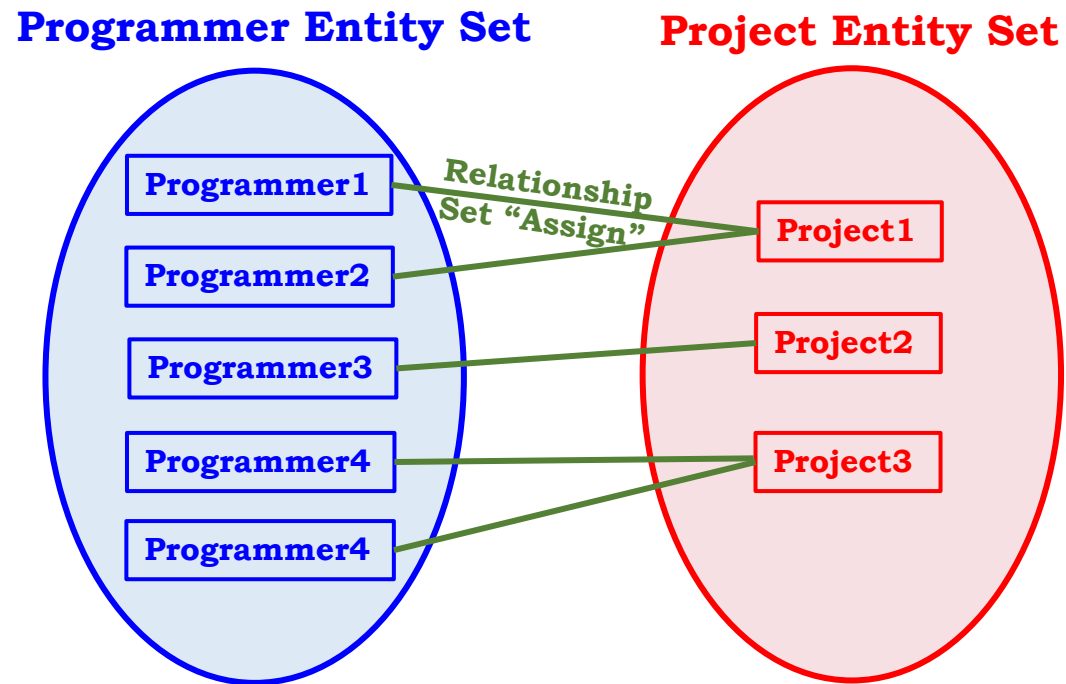 Programmer Entity Set
Project Entity Set
Programmer1
Relationship
Set “Assign”
Project1
Programmer2
Programmer3
Project2
Programmer4
Project3
Programmer4